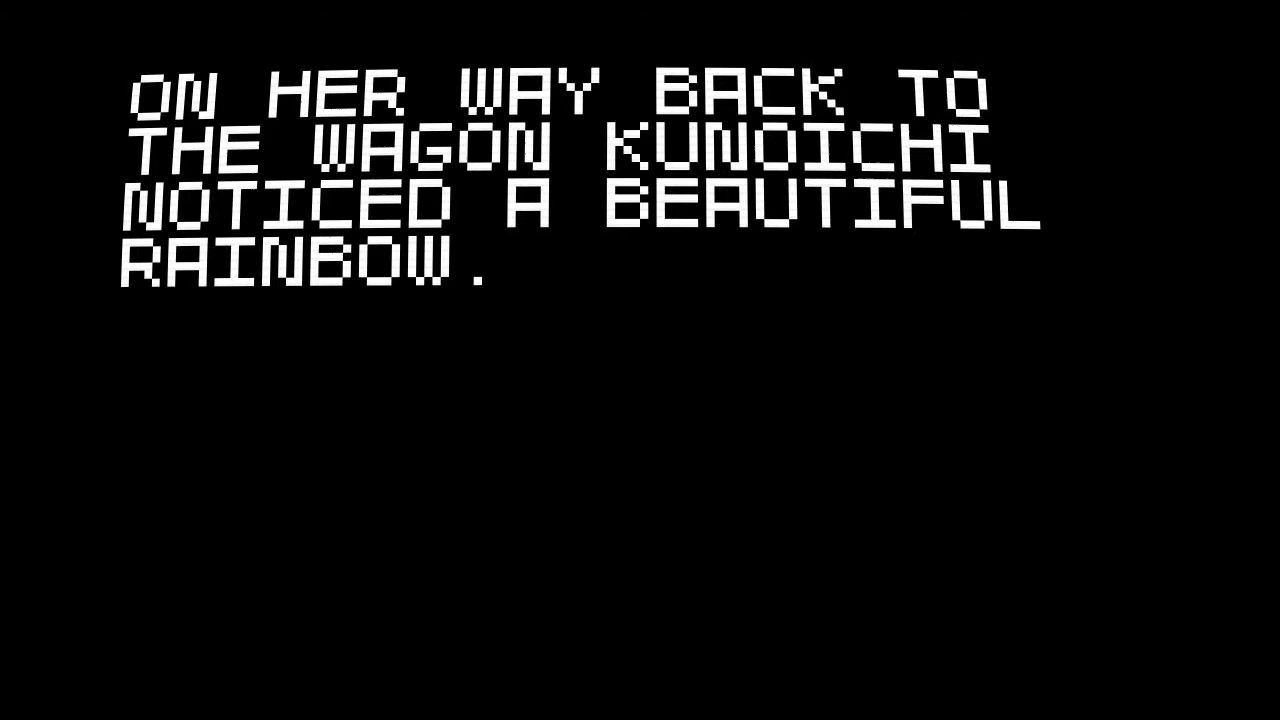 ON HER WAY BACK TO
THE WAGON KUNOICHI
NOTICED A BEAUTIFUL
RAINBOW.